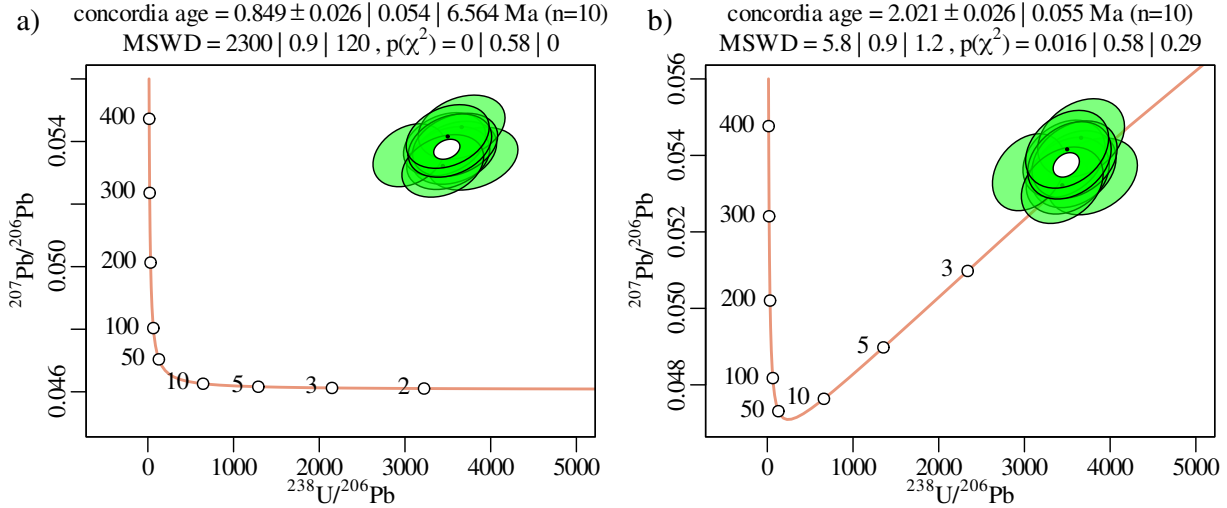 a)
concordia age = 0.849 ± 0.026 | 0.054 | 6.564 Ma (n=10)
MSWD = 2300 | 0.9 | 120 , p(χ²) = 0 | 0.58 | 0
²⁰⁷Pb/²⁰⁶Pb
0.054
0.050
0.046
400
300
200
100
50
10
5
3
2
0 1000 2000 3000 4000 5000
²³⁸U/²⁰⁶Pb
b)
concordia age = 2.021 ± 0.026 | 0.055 Ma (n=10)
MSWD = 5.8 | 0.9 | 1.2 , p(χ²) = 0.016 | 0.58 | 0.29
²⁰⁷Pb/²⁰⁶Pb
0.056
0.054
0.052
0.050
0.048
400
300
200
100
50
10
5
3
0 1000 2000 3000 4000 5000
²³⁸U/²⁰⁶Pb